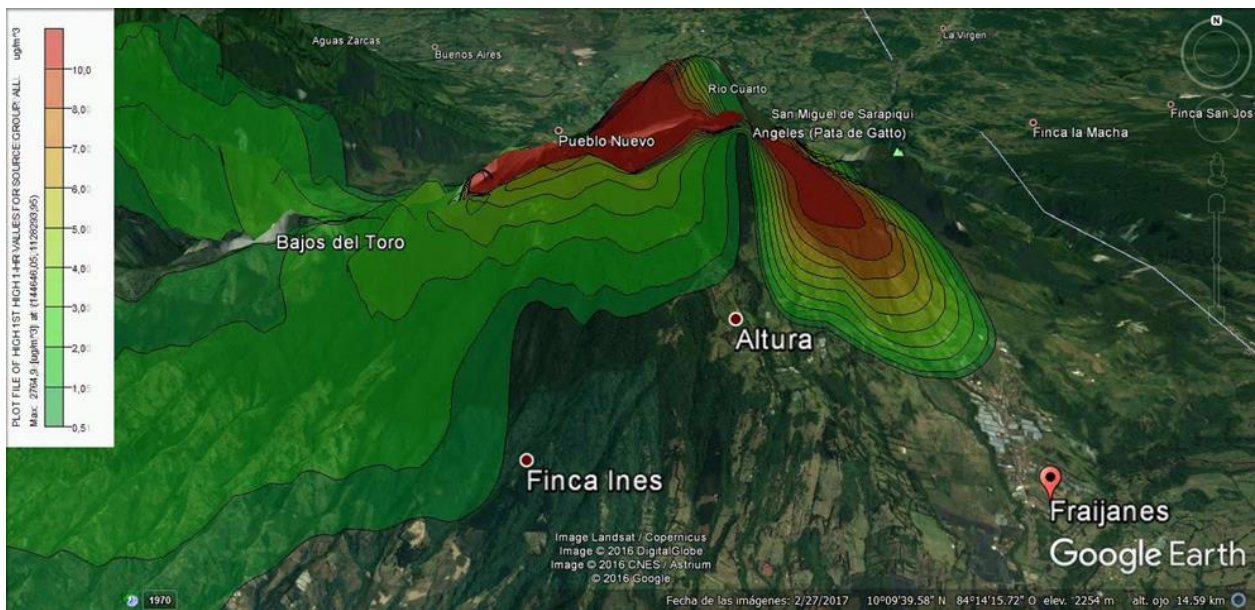 PLOT FILE OF HIGH 1ST HIGH 1-HR VALUES FOR SOURCE GROUP: ALL:
ug/m^3
Max: 2764,9 [ug/m^3] at (144646,05,1128293,95)
10,0
8,00
7,00
6,00
5,00
4,00
3,00
2,00
1,00
0,51
Aguas Zarcas
Buenos Aires
La Virgen
N
Río Cuarto
San Miguel de Sarapiquí
Finca San Jos
Pueblo Nuevo
Angeles (Pata de Gatto)
Finca la Macha
Bajos del Toro
Altura
Finca Ines
Fraijanes
Image Landsat / Copernicus
Image © 2016 DigitalGlobe
Image © 2016 CNES / Astrium
© 2016 Google
Google Earth
1970
Fecha de las imágenes: 2/27/2017 10°09'39.58" N 84°14'15.72" O elev. 2254 m alt. ojo 14.59 km